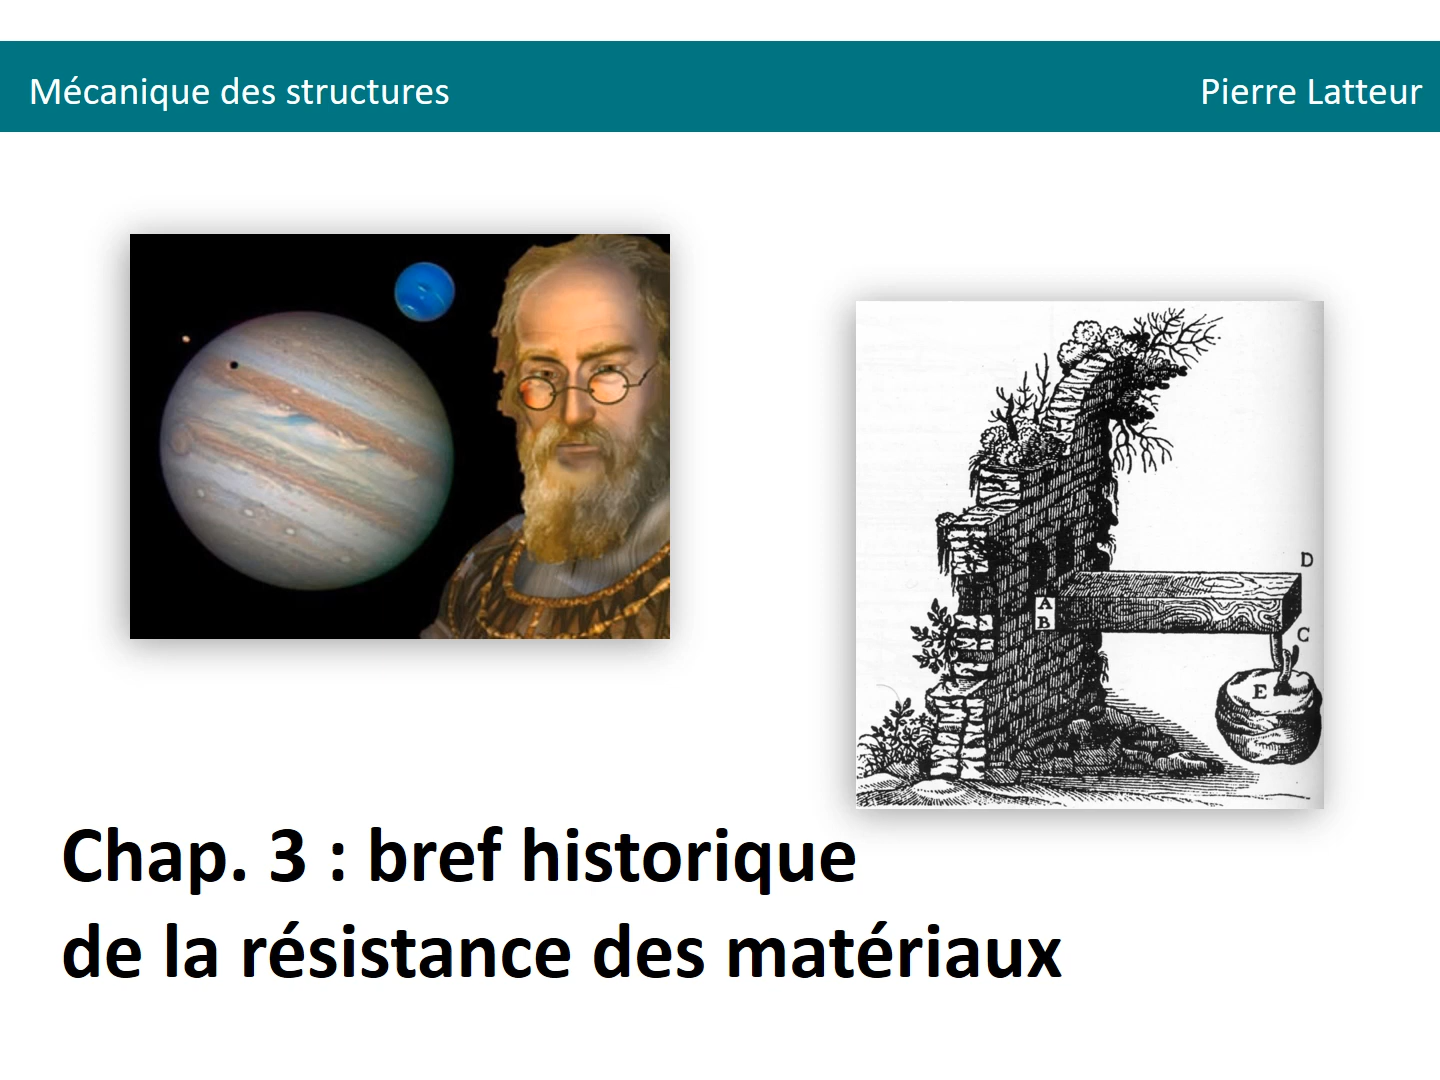 Mécanique des structures
Pierre Latteur
D
A
B
C
E
Chap. 3 : bref historique
de la résistance des matériaux